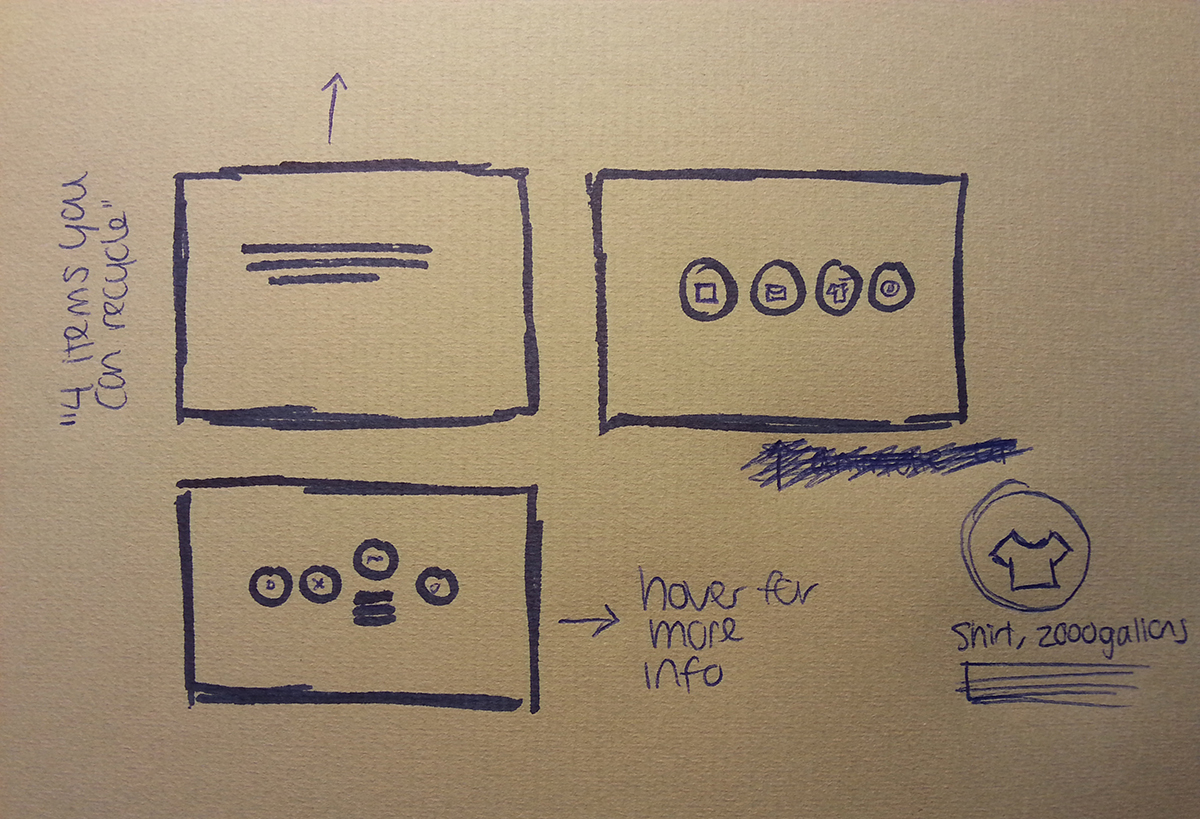 "4 items you
can recycle"
hover for
more
info
Shirt, 2000gallons